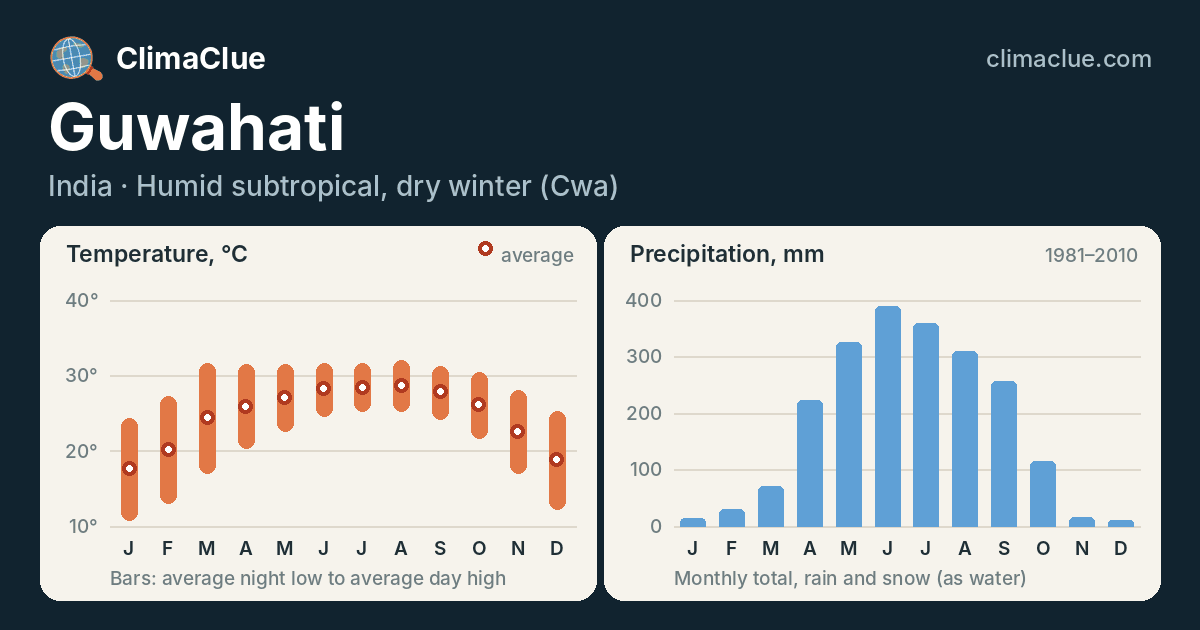 ClimaClue
climaclue.com
Guwahati
India · Humid subtropical, dry winter (Cwa)
Temperature, °C
average
40°
30°
20°
10°
J F M A M J J A S O N D
Bars: average night low to average day high
Precipitation, mm
1981–2010
400
300
200
100
0
J F M A M J J A S O N D
Monthly total, rain and snow (as water)